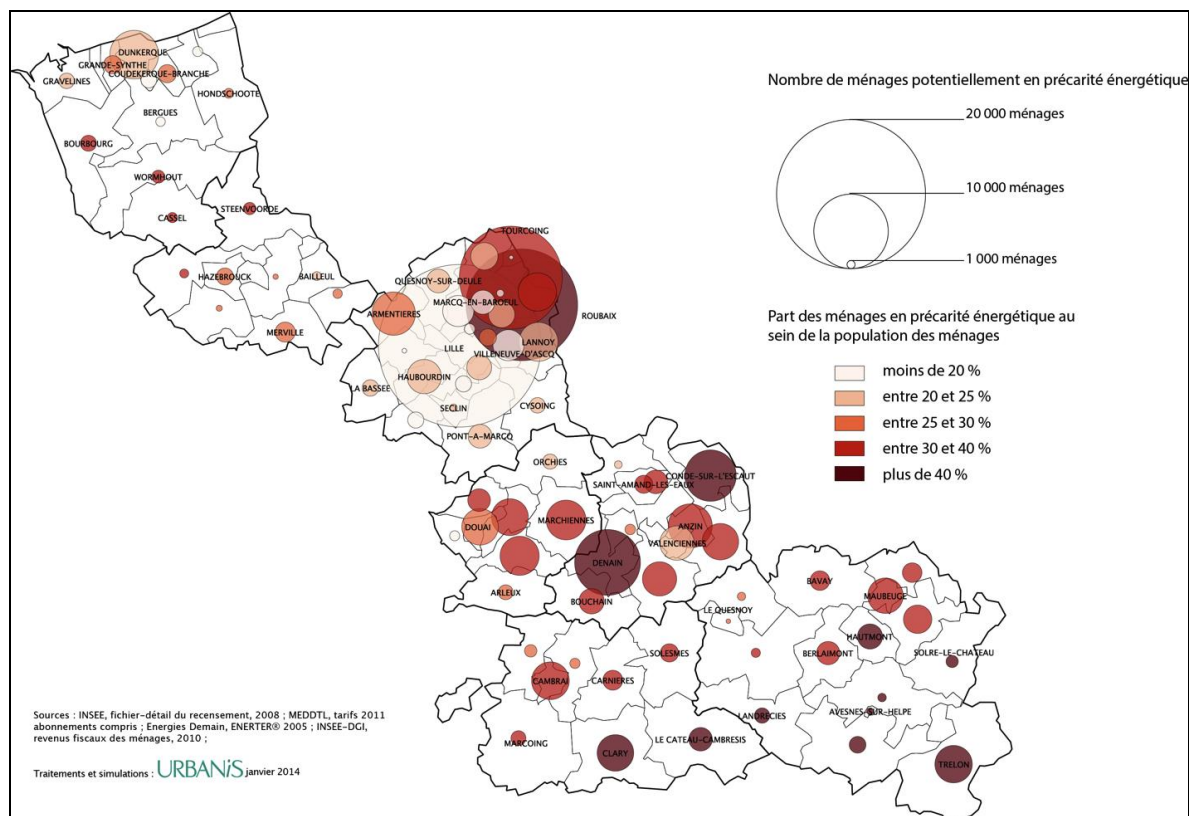 DUNKERQUE
GRANDE-SYNTHE
COUDEKERQUE-BRANCHE
GRAVELINES
HONDSCHOOTE
BERGUES
BOURBOURG
WORMHOUT
CASSEL
STEENVOORDE
HAZEBROUCK
BAILLEUL
MERVILLE
TOURCOING
QUESNOY-SUR-DEULE
MARCQ-EN-BAROEUL
ARMENTIERES
ROUBAIX
LANNOY
LILLE
VILLENEUVE-D'ASCQ
HAUBOURDIN
LA BASSEE
SECLIN
CYSOING
PONT-A-MARCQ
ORCHIES
CONDE-SUR-L'ESCAUT
SAINT-AMAND-LES-EAUX
MARCHIENNES
DOUAI
ANZIN
VALENCIENNES
DENAIN
ARLEUX
BOUCHAIN
BAVAY
MAUBEUGE
LE QUESNOY
HAUTMONT
SOLESMES
BERLAIMONT
SOLRE-LE-CHATEAU
CAMBRAI
CARNIERES
LANDRECIES
AVESNES-SUR-HELPE
MARCOING
CLARY
LE CATEAU-CAMBRESIS
TRELON
Nombre de ménages potentiellement en précarité énergétique
20 000 ménages
10 000 ménages
1 000 ménages
Part des ménages en précarité énergétique au
sein de la population des ménages
moins de 20 %
entre 20 et 25 %
entre 25 et 30 %
entre 30 et 40 %
plus de 40 %
Sources : INSEE, fichier-détail du recensement, 2008 ; MEDDTL, tarifs 2011
abonnements compris ; Energies Demain, ENERTER® 2005 ; INSEE-DGI,
revenus fiscaux des ménages, 2010 ;
Traitements et simulations : URBANiS janvier 2014